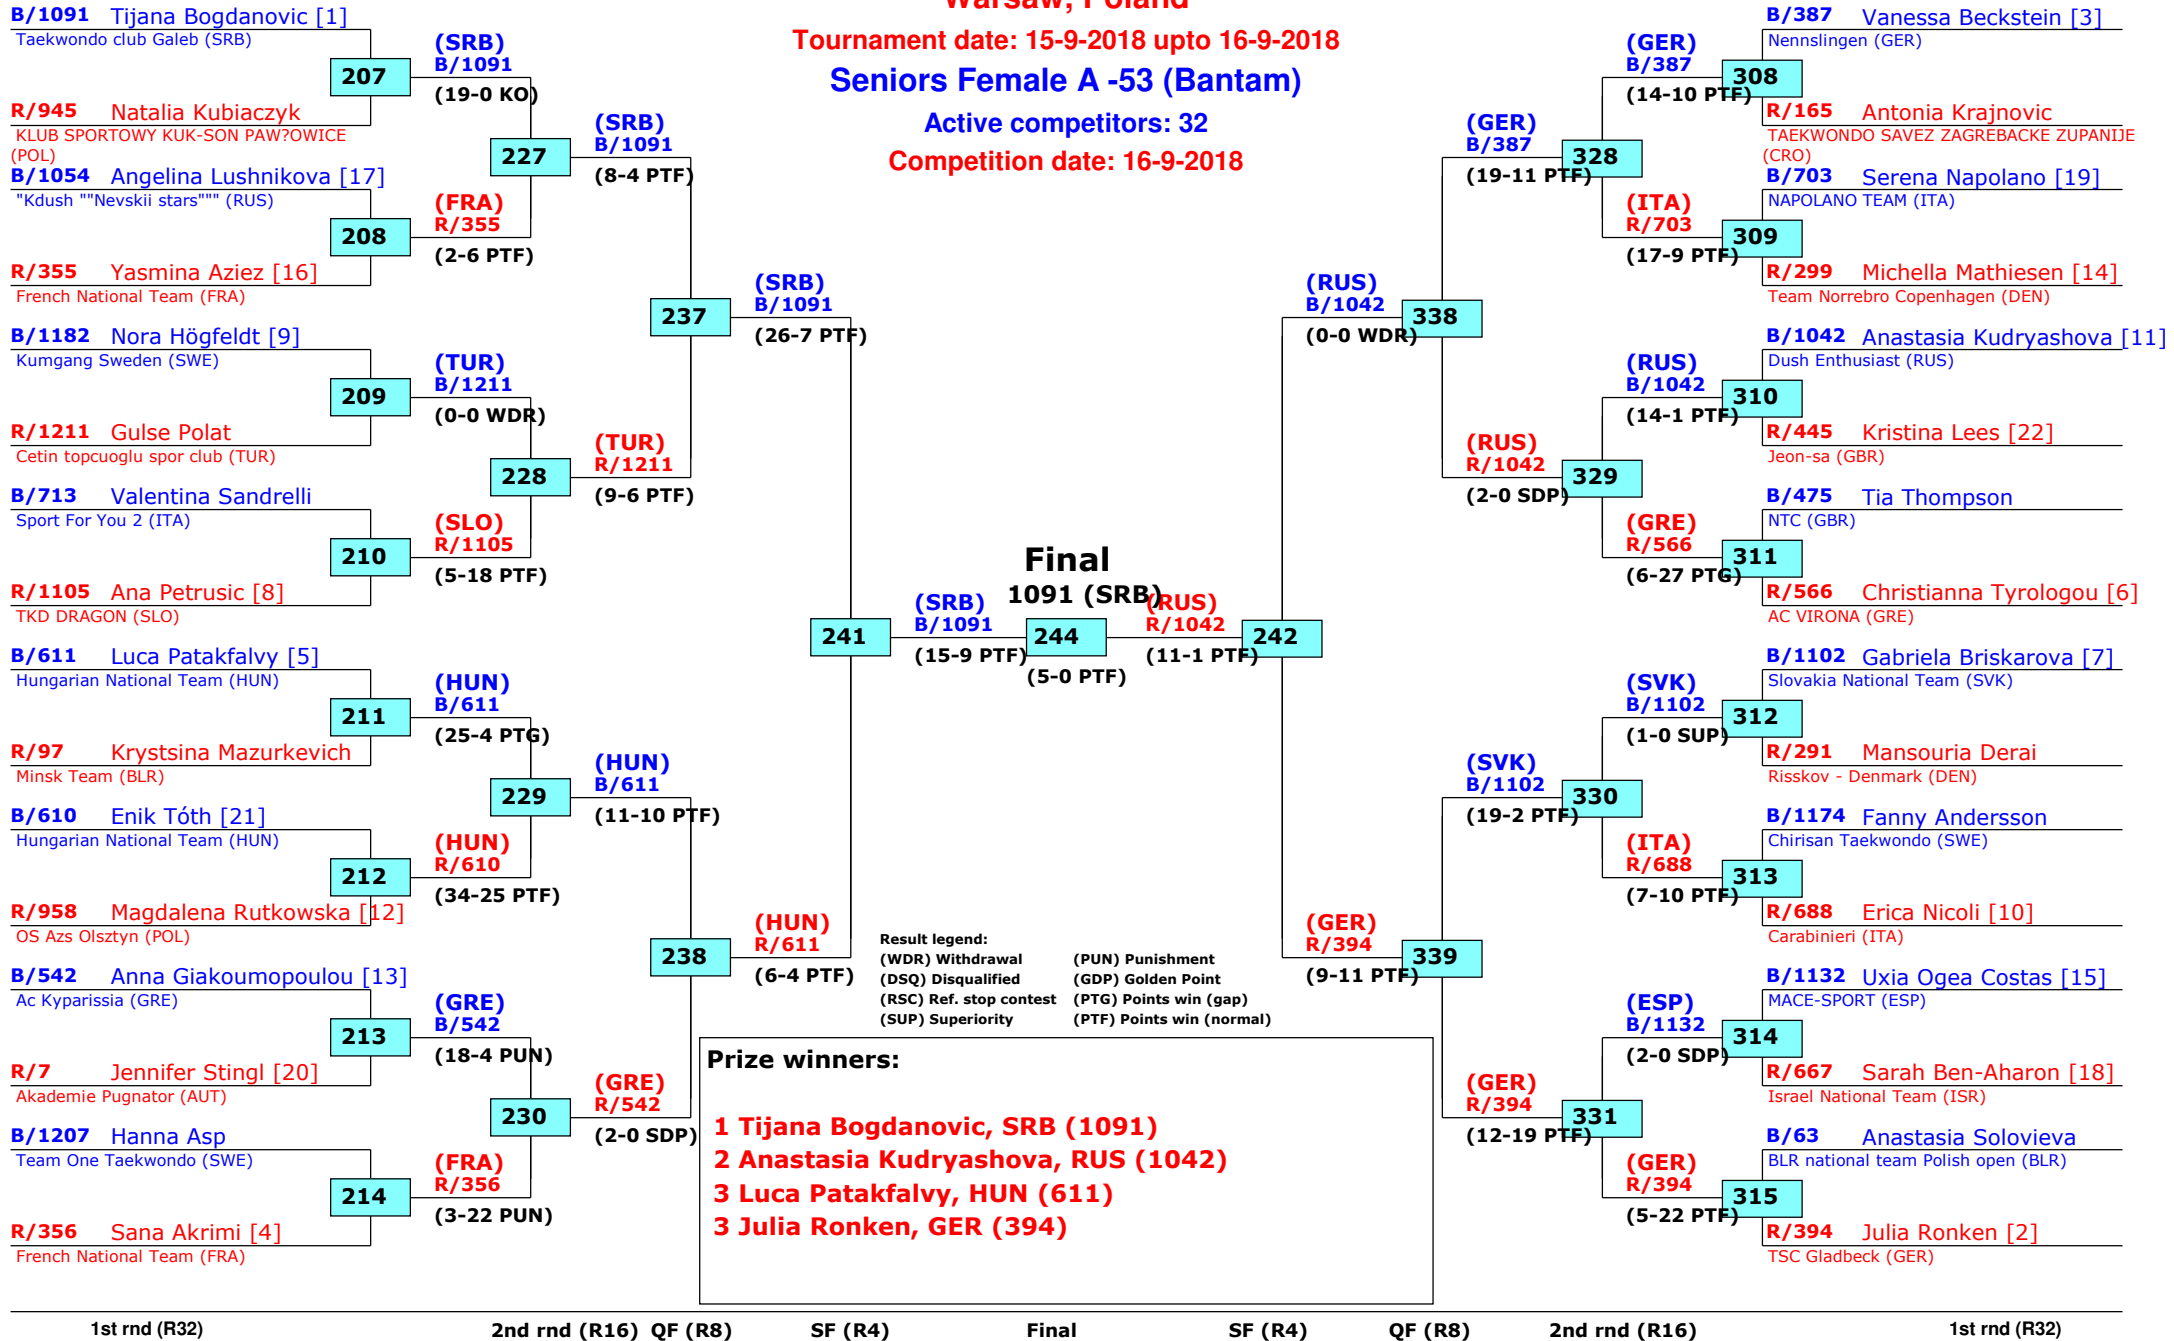 Warsaw, Poland
Tournament date: 15-9-2018 upto 16-9-2018
Seniors Female A -53 (Bantam)
Active competitors: 32
Competition date: 16-9-2018
B/1091 Tijana Bogdanovic [1]
Taekwondo club Galeb (SRB)
207
R/945 Natalia Kubiaczyk
KLUB SPORTOWY KUK-SON PAW?OWICE
(POL)
B/1054 Angelina Lushnikova [17]
"Kdush ""Nevskii stars""" (RUS)
208
R/355 Yasmina Aziez [16]
French National Team (FRA)
B/1182 Nora Högfeldt [9]
Kumgang Sweden (SWE)
209
R/1211 Gulse Polat
Cetin topcuoglu spor club (TUR)
B/713 Valentina Sandrelli
Sport For You 2 (ITA)
210
R/1105 Ana Petrusic [8]
TKD DRAGON (SLO)
B/611 Luca Patakfalvy [5]
Hungarian National Team (HUN)
211
R/97 Krystsina Mazurkevich
Minsk Team (BLR)
B/610 Enik Tóth [21]
Hungarian National Team (HUN)
212
R/958 Magdalena Rutkowska [12]
OS Azs Olsztyn (POL)
B/542 Anna Giakoumopoulou [13]
Ac Kyparissia (GRE)
213
R/7 Jennifer Stingl [20]
Akademie Pugnator (AUT)
B/1207 Hanna Asp
Team One Taekwondo (SWE)
214
R/356 Sana Akrimi [4]
French National Team (FRA)
(SRB)
B/1091
(19-0 KO)
227
(FRA)
R/355
(2-6 PTF)
(TUR)
B/1211
(0-0 WDR)
228
(SLO)
R/1105
(5-18 PTF)
(HUN)
B/611
(25-4 PTG)
229
(HUN)
R/610
(34-25 PTF)
(GRE)
B/542
(18-4 PUN)
230
(FRA)
R/356
(3-22 PUN)
(SRB)
B/1091
(8-4 PTF)
237
(TUR)
R/1211
(9-6 PTF)
(HUN)
B/611
(11-10 PTF)
238
(GRE)
R/542
(2-0 SDP)
(SRB)
B/1091
(26-7 PTF)
241
(HUN)
R/611
(6-4 PTF)
(SRB)
B/1091
(15-9 PTF)
Final
1091 (SRB)
244
(5-0 PTF)
(RUS)
R/1042
(11-1 PTF)
242
(RUS)
B/1042
(0-0 WDR)
338
(GER)
R/394
(9-11 PTF)
339
(GER)
B/387
(19-11 PTF)
328
(RUS)
R/1042
(2-0 SDP)
329
(SVK)
B/1102
(19-2 PTF)
330
(GER)
R/394
(12-19 PTF)
331
(GER)
B/387
(14-10 PTF)
308
(ITA)
R/703
(17-9 PTF)
309
(RUS)
B/1042
(14-1 PTF)
310
(GRE)
R/566
(6-27 PTG)
311
(SVK)
B/1102
(1-0 SUP)
312
(ITA)
R/688
(7-10 PTF)
313
(ESP)
B/1132
(2-0 SDP)
314
(GER)
R/394
(5-22 PTF)
315
B/387 Vanessa Beckstein [3]
Nennslingen (GER)
R/165 Antonia Krajnovic
TAEKWONDO SAVEZ ZAGREBACKE ZUPANIJE
(CRO)
B/703 Serena Napolano [19]
NAPOLANO TEAM (ITA)
R/299 Michella Mathiesen [14]
Team Norrebro Copenhagen (DEN)
B/1042 Anastasia Kudryashova [11]
Dush Enthusiast (RUS)
R/445 Kristina Lees [22]
Jeon-sa (GBR)
B/475 Tia Thompson
NTC (GBR)
R/566 Christianna Tyrologou [6]
AC VIRONA (GRE)
B/1102 Gabriela Briskarova [7]
Slovakia National Team (SVK)
R/291 Mansouria Derai
Risskov - Denmark (DEN)
B/1174 Fanny Andersson
Chirisan Taekwondo (SWE)
R/688 Erica Nicoli [10]
Carabinieri (ITA)
B/1132 Uxia Ogea Costas [15]
MACE-SPORT (ESP)
R/667 Sarah Ben-Aharon [18]
Israel National Team (ISR)
B/63 Anastasia Solovieva
BLR national team Polish open (BLR)
R/394 Julia Ronken [2]
TSC Gladbeck (GER)
Result legend:
(WDR) Withdrawal (PUN) Punishment
(DSQ) Disqualified (GDP) Golden Point
(RSC) Ref. stop contest (PTG) Points win (gap)
(SUP) Superiority (PTF) Points win (normal)
Prize winners:
1 Tijana Bogdanovic, SRB (1091)
2 Anastasia Kudryashova, RUS (1042)
3 Luca Patakfalvy, HUN (611)
3 Julia Ronken, GER (394)
1st rnd (R32) 2nd rnd (R16) QF (R8) SF (R4) Final SF (R4) QF (R8) 2nd rnd (R16) 1st rnd (R32)